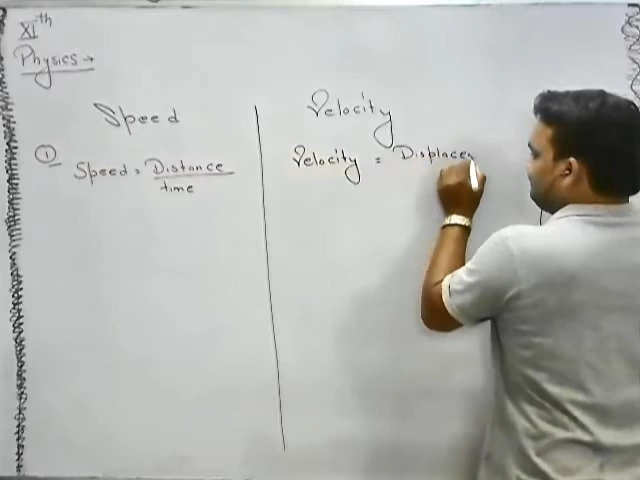 XIth
Physics →
Speed
Velocity
① Speed = Distance
time
Velocity = Displacem